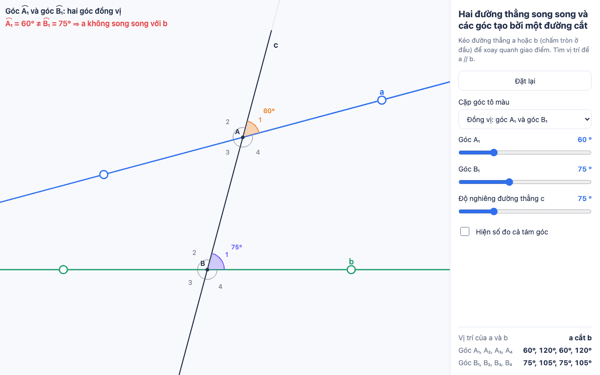 Góc A₁ và góc B₁: hai góc đồng vị
A₁ = 60° ≠ B₁ = 75° ⇒ a không song song với b
c
a
2
60°
1
A
3
4
2
75°
1
B
b
3
4
Hai đường thẳng song song và
các góc tạo bởi một đường cắt
Kéo đường thẳng a hoặc b (chấm tròn ở
đầu) để xoay quanh giao điểm. Tìm vị trí để
a // b.
Đặt lại
Cặp góc tô màu
Đồng vị: góc A₁ và góc B₁
Góc A₁ 60 °
Góc B₁ 75 °
Độ nghiêng đường thẳng c 75 °
Hiện số đo cả tám góc
Vị trí của a và b a cắt b
Góc A₁, A₂, A₃, A₄ 60°, 120°, 60°, 120°
Góc B₁, B₂, B₃, B₄ 75°, 105°, 75°, 105°